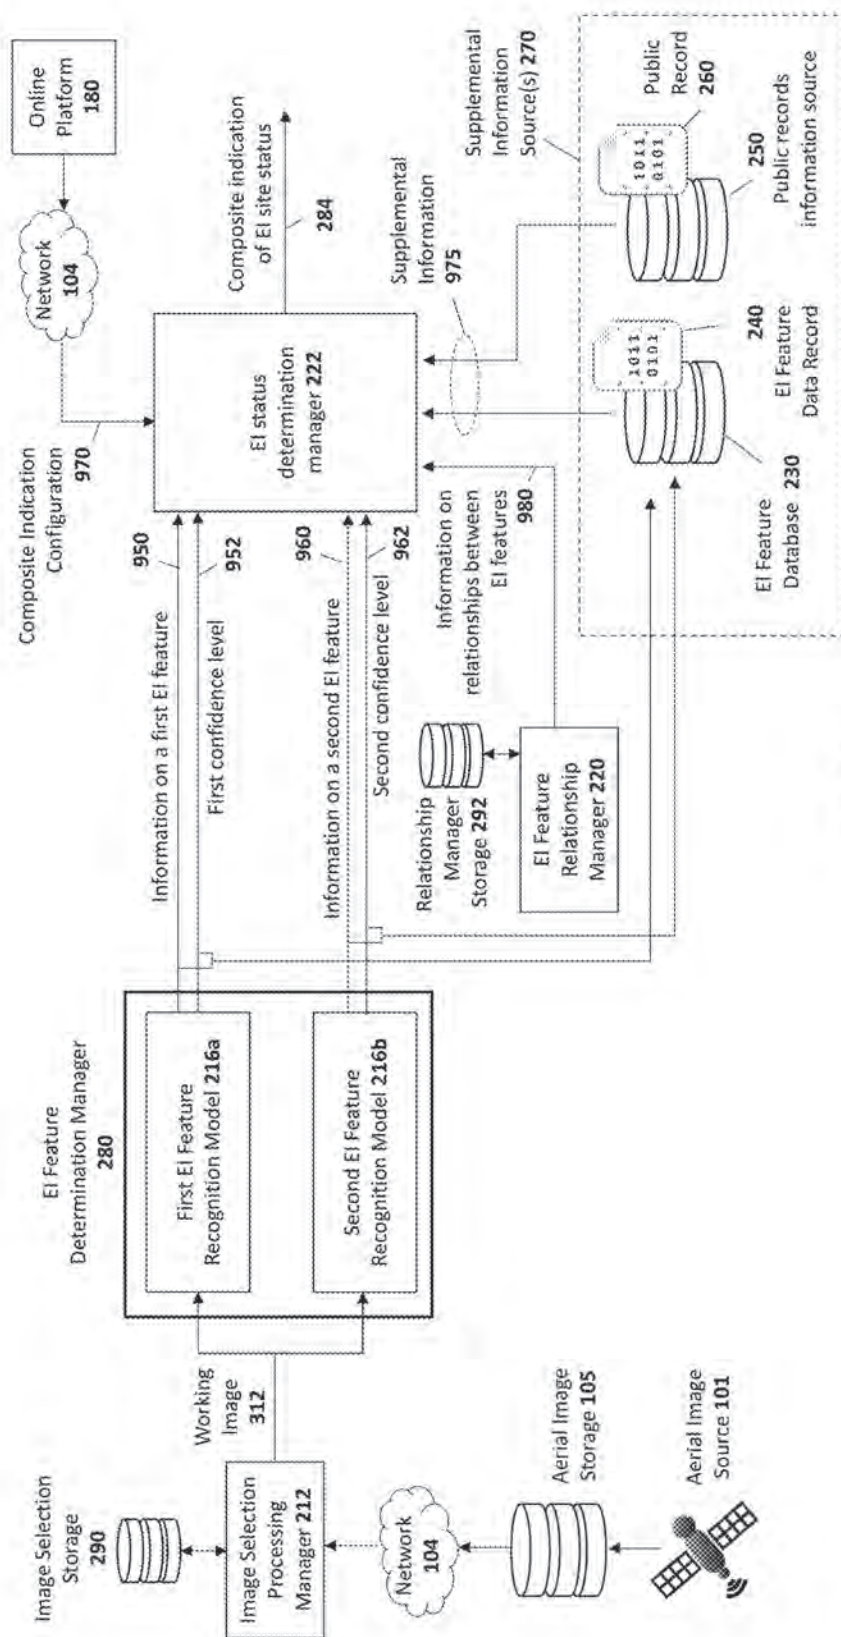 Image Selection
Storage
290
Image Selection
Processing
Manager 212
Network
104
Aerial Image
Storage 105
Aerial Image
Source 101
Working
Image
312
EI Feature
Determination Manager
280
First EI Feature
Recognition Model 216a
Second EI Feature
Recognition Model 216b
Information on a first EI feature
950
First confidence level
952
Information on a second EI feature
960
Second confidence level
962
Relationship
Manager
Storage 292
EI Feature
Relationship
Manager 220
Information on
relationships between
EI features
980
Composite Indication
Configuration
970
Network
104
Online
Platform
180
EI status
determination
manager 222
Composite indication
of EI site status
284
Supplemental
Information
975
Supplemental
Information
Source(s) 270
EI Feature
Database 230
1011
0101
240
EI Feature
Data Record
1011
0101
Public
Record
260
250
Public records
information source